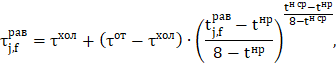 τ_{j,f}^{рав} = τ^{хол} + (τ^{от} − τ^{хол}) · ((t_{j,f}^{рав} − t^{нр}) / (8 − t^{нр}))^{(t^{н ср} − t^{нр}) / (8 − t^{н ср})},